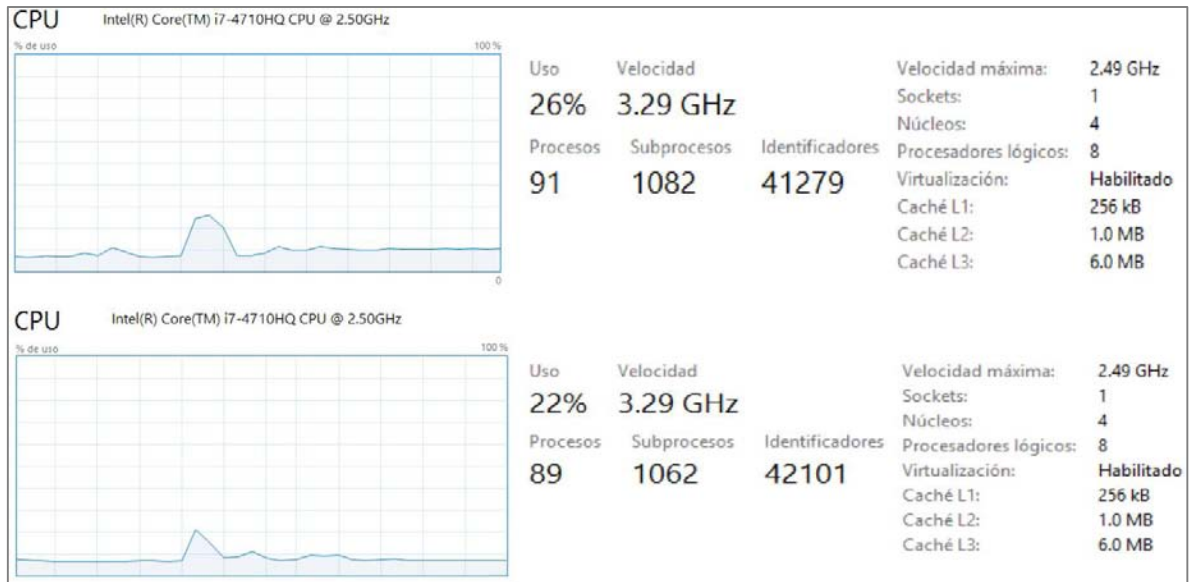 CPU Intel(R) Core(TM) i7-4710HQ CPU @ 2.50GHz
% de uso 100 %
0
Uso Velocidad
26% 3.29 GHz
Procesos Subprocesos Identificadores
91 1082 41279
Velocidad máxima: 2.49 GHz
Sockets: 1
Núcleos: 4
Procesadores lógicos: 8
Virtualización: Habilitado
Caché L1: 256 kB
Caché L2: 1.0 MB
Caché L3: 6.0 MB
CPU Intel(R) Core(TM) i7-4710HQ CPU @ 2.50GHz
% de uso 100 %
Uso Velocidad
22% 3.29 GHz
Procesos Subprocesos Identificadores
89 1062 42101
Velocidad máxima: 2.49 GHz
Sockets: 1
Núcleos: 4
Procesadores lógicos: 8
Virtualización: Habilitado
Caché L1: 256 kB
Caché L2: 1.0 MB
Caché L3: 6.0 MB